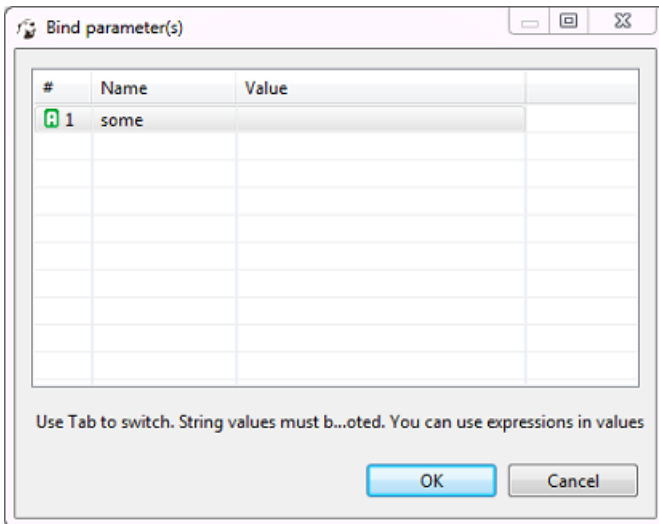 Bind parameter(s)
# Name Value
1 some
Use Tab to switch. String values must b...oted. You can use expressions in values
OK Cancel